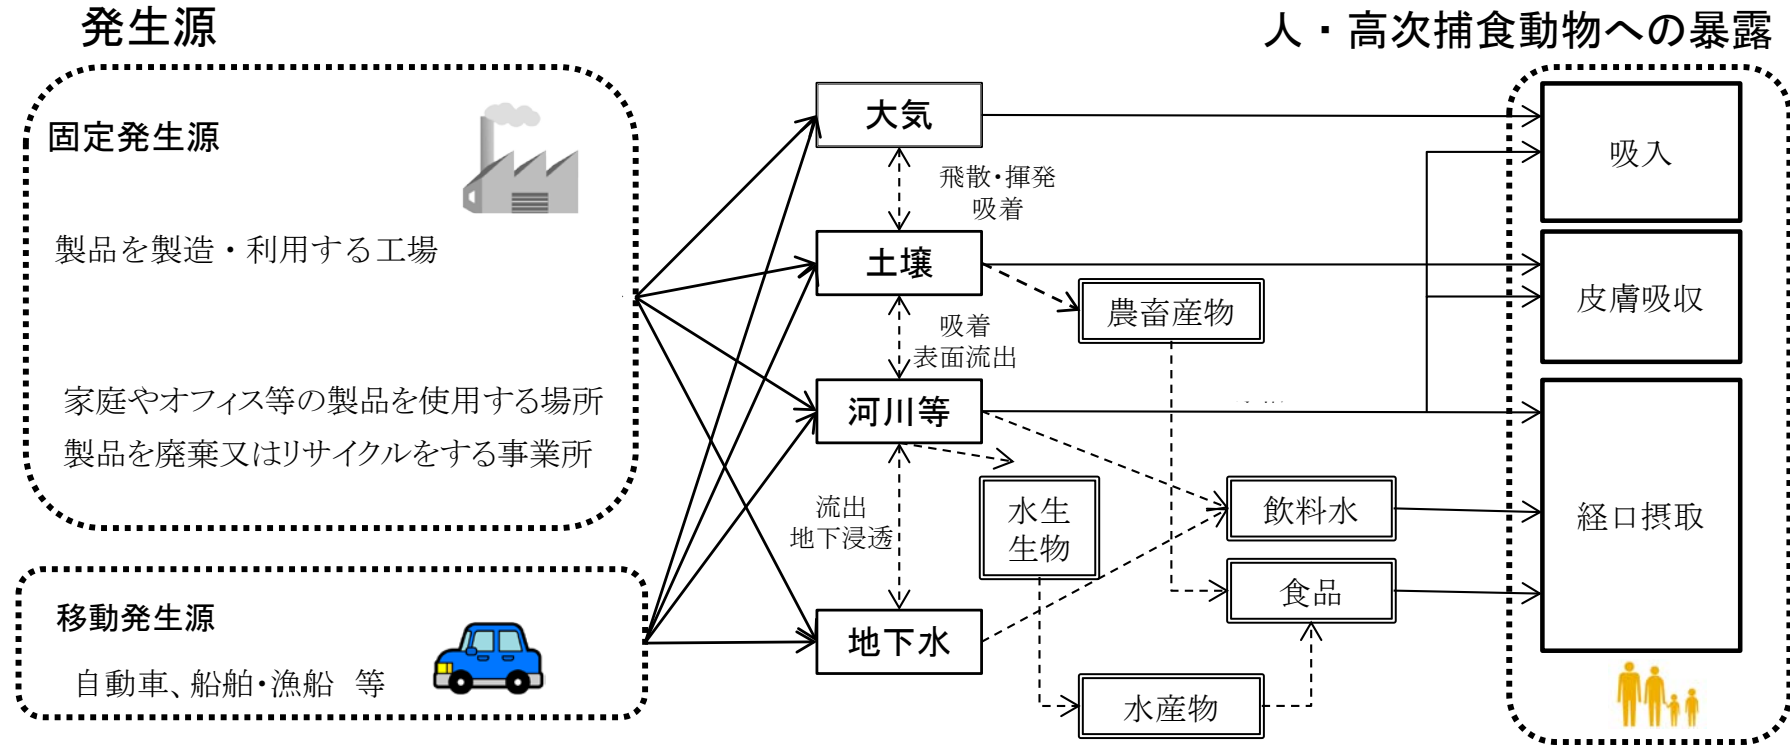 発生源
人・高次捕食動物への暴露
固定発生源
製品を製造・利用する工場
家庭やオフィス等の製品を使用する場所
製品を廃棄又はリサイクルをする事業所
移動発生源
自動車、船舶・漁船 等
大気
飛散・揮発
吸着
土壌
吸着
表面流出
河川等
流出
地下浸透
地下水
農畜産物
水生
生物
飲料水
食品
水産物
吸入
皮膚吸収
経口摂取